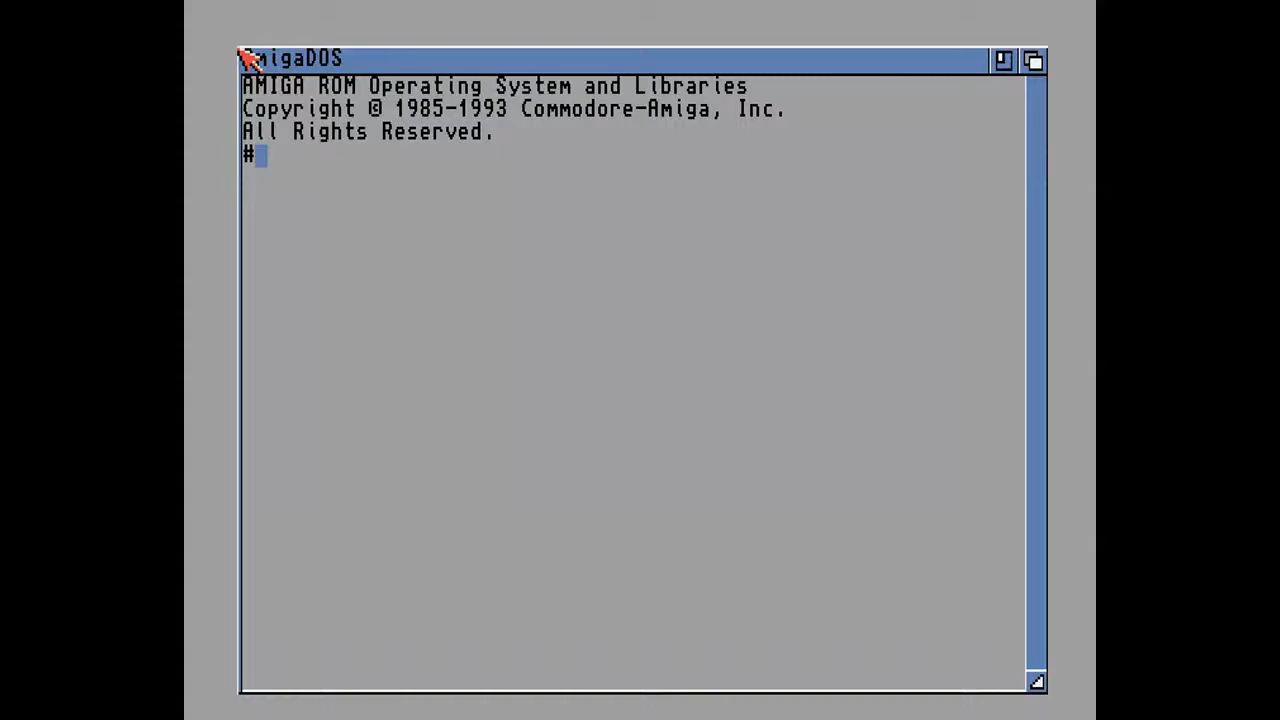 AmigaDOS
AMIGA ROM Operating System and Libraries
Copyright © 1985-1993 Commodore-Amiga, Inc.
All Rights Reserved.
#